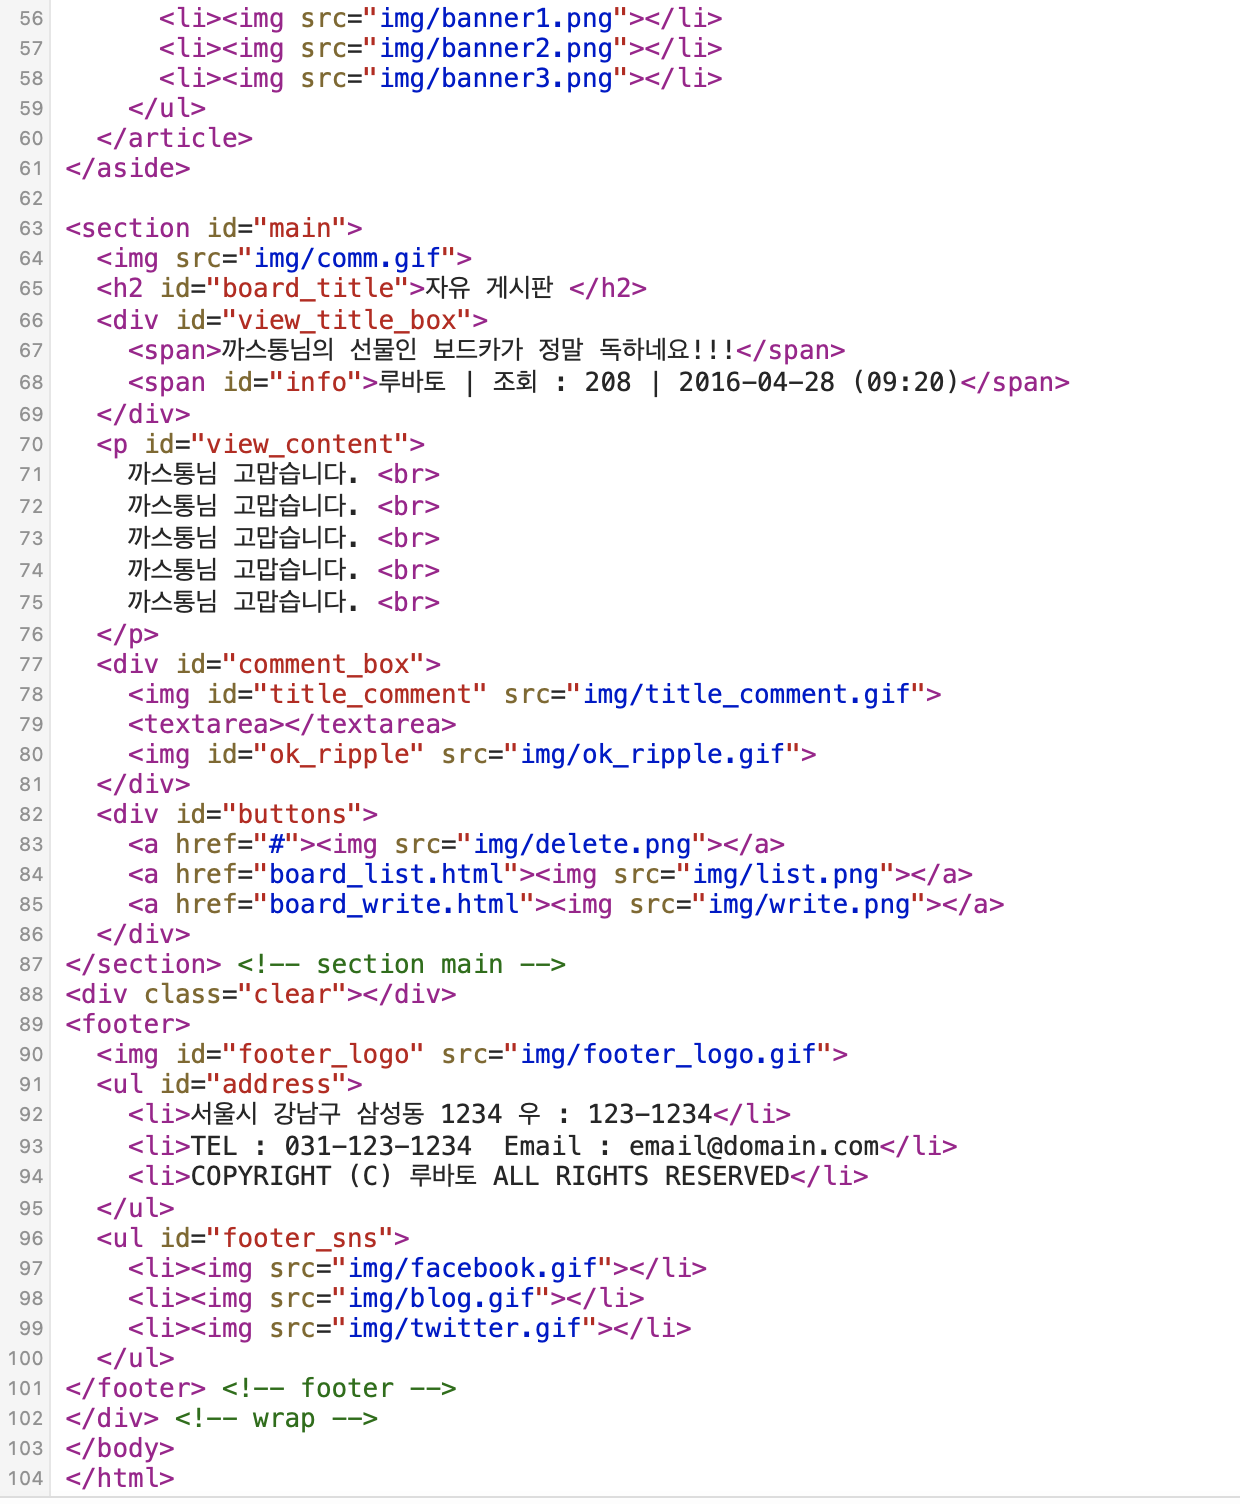 56       <li><img src="img/banner1.png"></li>
57       <li><img src="img/banner2.png"></li>
58       <li><img src="img/banner3.png"></li>
59     </ul>
60   </article>
61 </aside>
62
63 <section id="main">
64   <img src="img/comm.gif">
65   <h2 id="board_title">자유 게시판 </h2>
66   <div id="view_title_box">
67     <span>까스통님의 선물인 보드카가 정말 독하네요!!!</span>
68     <span id="info">루바토 | 조회 : 208 | 2016-04-28 (09:20)</span>
69   </div>
70   <p id="view_content">
71     까스통님 고맙습니다. <br>
72     까스통님 고맙습니다. <br>
73     까스통님 고맙습니다. <br>
74     까스통님 고맙습니다. <br>
75     까스통님 고맙습니다. <br>
76   </p>
77   <div id="comment_box">
78     <img id="title_comment" src="img/title_comment.gif">
79     <textarea></textarea>
80     <img id="ok_ripple" src="img/ok_ripple.gif">
81   </div>
82   <div id="buttons">
83     <a href="#"><img src="img/delete.png"></a>
84     <a href="board_list.html"><img src="img/list.png"></a>
85     <a href="board_write.html"><img src="img/write.png"></a>
86   </div>
87 </section> <!-- section main -->
88 <div class="clear"></div>
89 <footer>
90   <img id="footer_logo" src="img/footer_logo.gif">
91   <ul id="address">
92     <li>서울시 강남구 삼성동 1234 우 : 123-1234</li>
93     <li>TEL : 031-123-1234  Email : email@domain.com</li>
94     <li>COPYRIGHT (C) 루바토 ALL RIGHTS RESERVED</li>
95   </ul>
96   <ul id="footer_sns">
97     <li><img src="img/facebook.gif"></li>
98     <li><img src="img/blog.gif"></li>
99     <li><img src="img/twitter.gif"></li>
100   </ul>
101 </footer> <!-- footer -->
102 </div> <!-- wrap -->
103 </body>
104 </html>